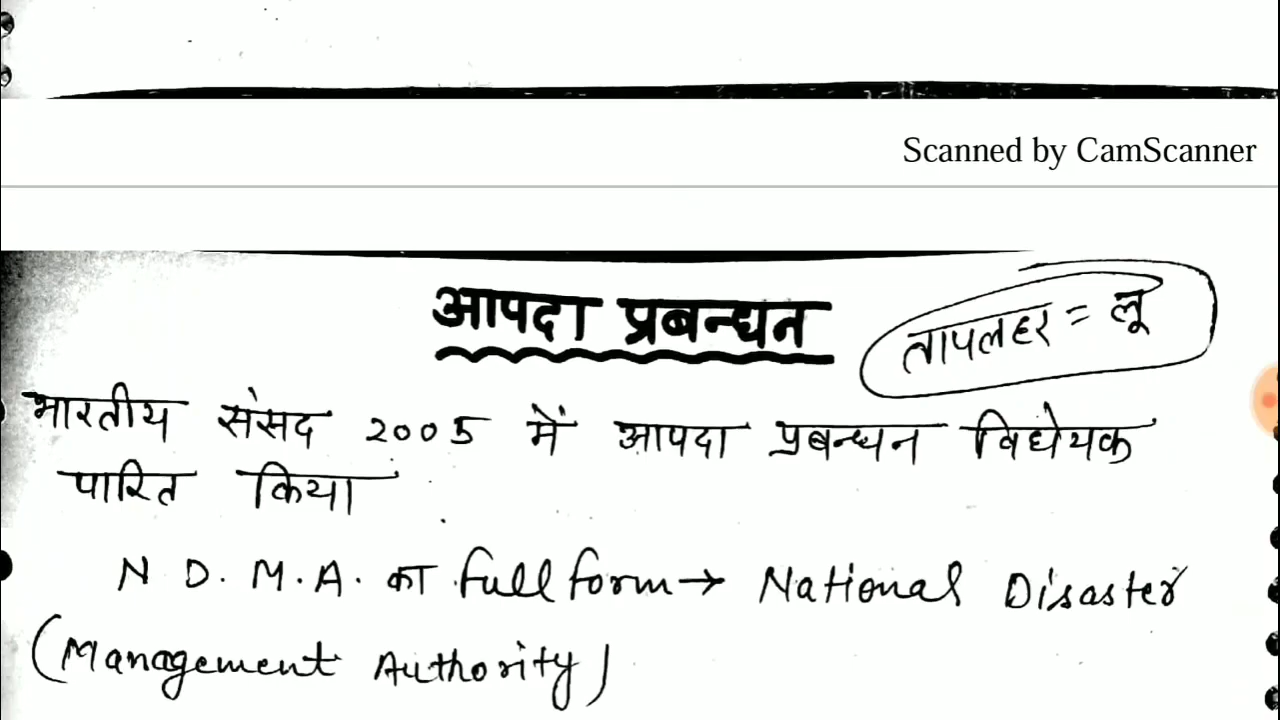 Scanned by CamScanner
आपदा प्रबन्धन
तापलहर = लू
भारतीय संसद 2005 में आपदा प्रबन्धन विधेयक
पारित किया
N D. M.A. का full form → National Disaster
(Management Authority)